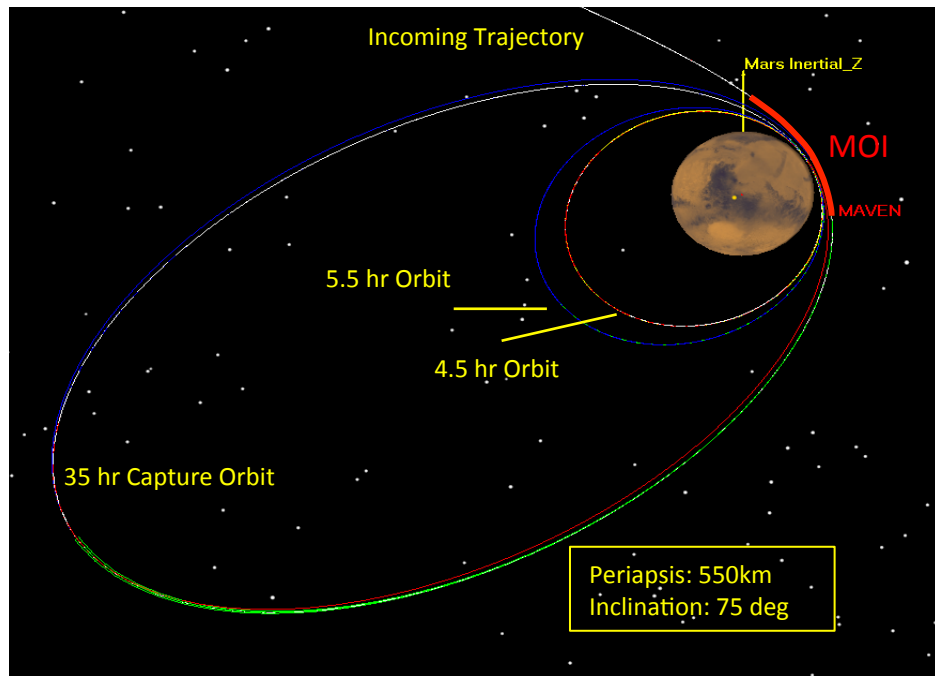 Incoming Trajectory
Mars Inertial_Z
MOI
MAVEN
5.5 hr Orbit
4.5 hr Orbit
35 hr Capture Orbit
Periapsis: 550km
Inclination: 75 deg